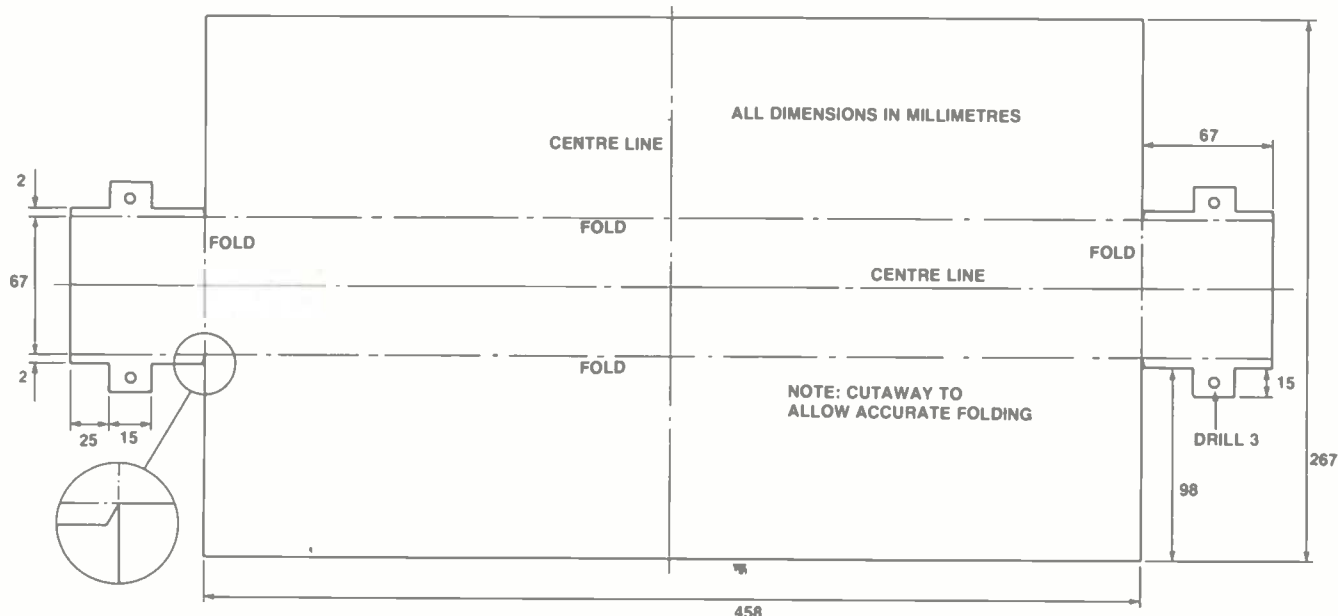 ALL DIMENSIONS IN MILLIMETRES
CENTRE LINE
67
2
FOLD
FOLD
FOLD
67
CENTRE LINE
2
FOLD
15
NOTE: CUTAWAY TO
ALLOW ACCURATE FOLDING
25
15
DRILL 3
267
98
458